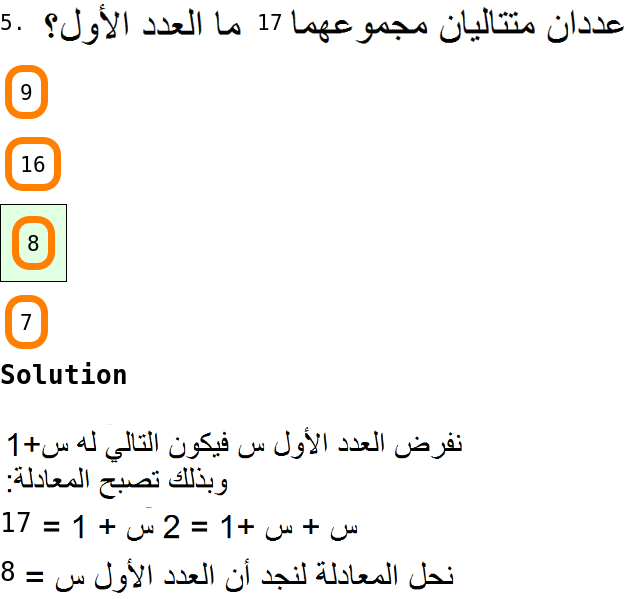 5. عددان متتاليان مجموعهما 17 ما العدد الأول؟
9
16
8
7
Solution
نفرض العدد الأول س فيكون التالي له س+1
وبذلك تصبح المعادلة:
س + س +1 = 2 س + 1 = 17
نحل المعادلة لنجد أن العدد الأول س = 8